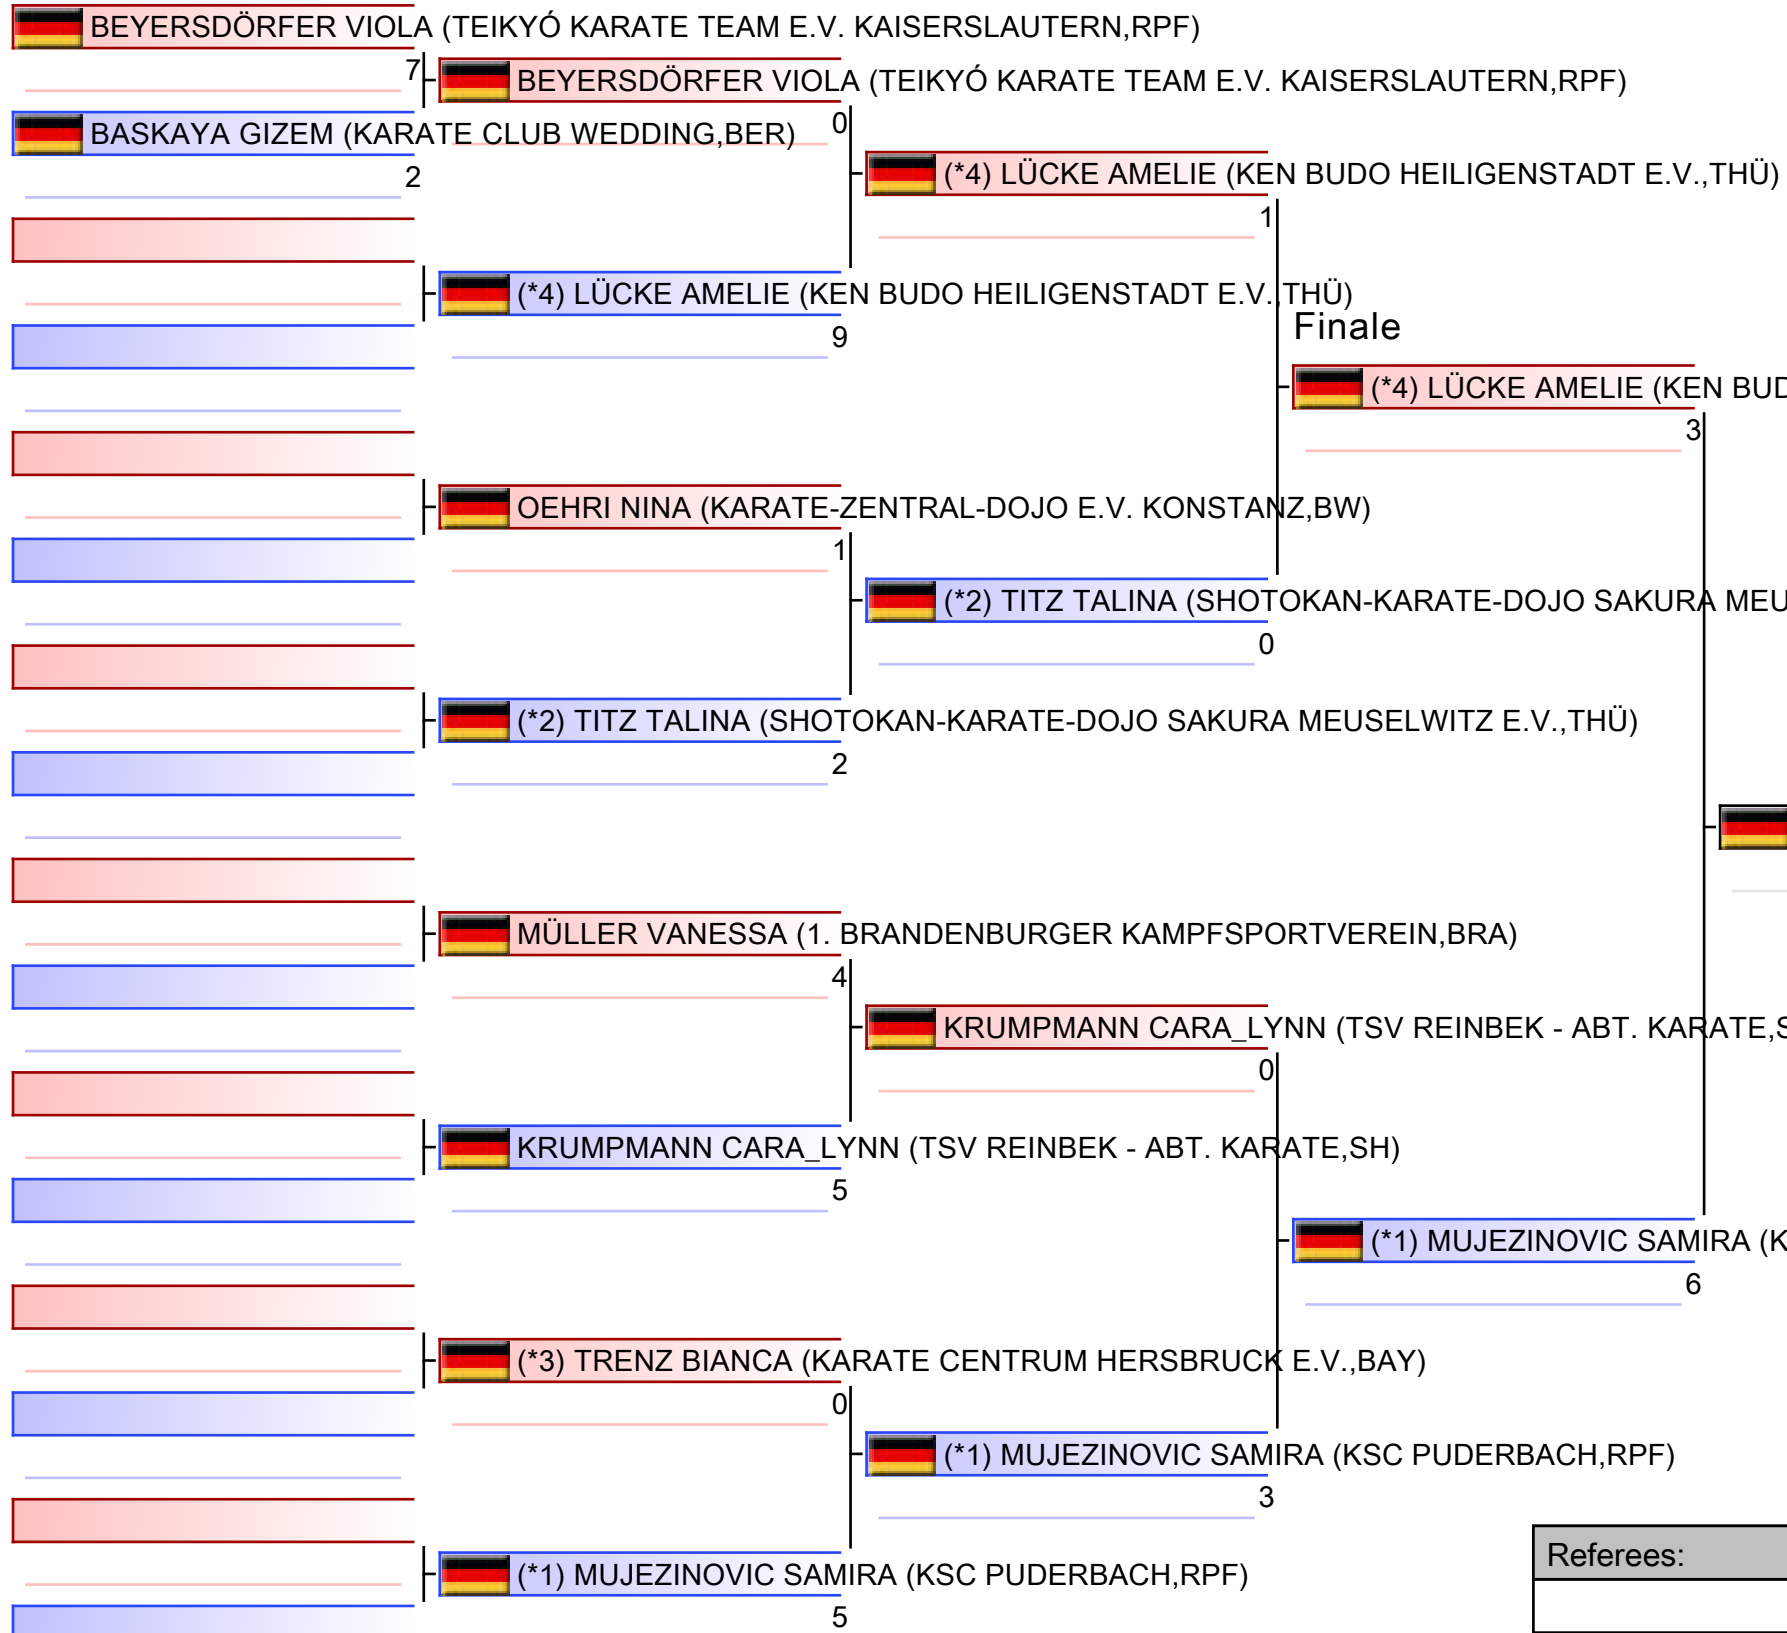 BEYERSDÖRFER VIOLA (TEIKYÓ KARATE TEAM E.V. KAISERSLAUTERN,RPF)
7
BEYERSDÖRFER VIOLA (TEIKYÓ KARATE TEAM E.V. KAISERSLAUTERN,RPF)
0
BASKAYA GIZEM (KARATE CLUB WEDDING,BER)
2
(*4) LÜCKE AMELIE (KEN BUDO HEILIGENSTADT E.V.,THÜ)
1
(*4) LÜCKE AMELIE (KEN BUDO HEILIGENSTADT E.V.,THÜ)
9
Finale
(*4) LÜCKE AMELIE (KEN BUD
3
OEHRI NINA (KARATE-ZENTRAL-DOJO E.V. KONSTANZ,BW)
1
(*2) TITZ TALINA (SHOTOKAN-KARATE-DOJO SAKURA MEU
0
(*2) TITZ TALINA (SHOTOKAN-KARATE-DOJO SAKURA MEUSELWITZ E.V.,THÜ)
2
MÜLLER VANESSA (1. BRANDENBURGER KAMPFSPORTVEREIN,BRA)
4
KRUMPMANN CARA_LYNN (TSV REINBEK - ABT. KARATE,S
0
KRUMPMANN CARA_LYNN (TSV REINBEK - ABT. KARATE,SH)
5
(*1) MUJEZINOVIC SAMIRA (K
6
(*3) TRENZ BIANCA (KARATE CENTRUM HERSBRUCK E.V.,BAY)
0
(*1) MUJEZINOVIC SAMIRA (KSC PUDERBACH,RPF)
3
Referees:
(*1) MUJEZINOVIC SAMIRA (KSC PUDERBACH,RPF)
5